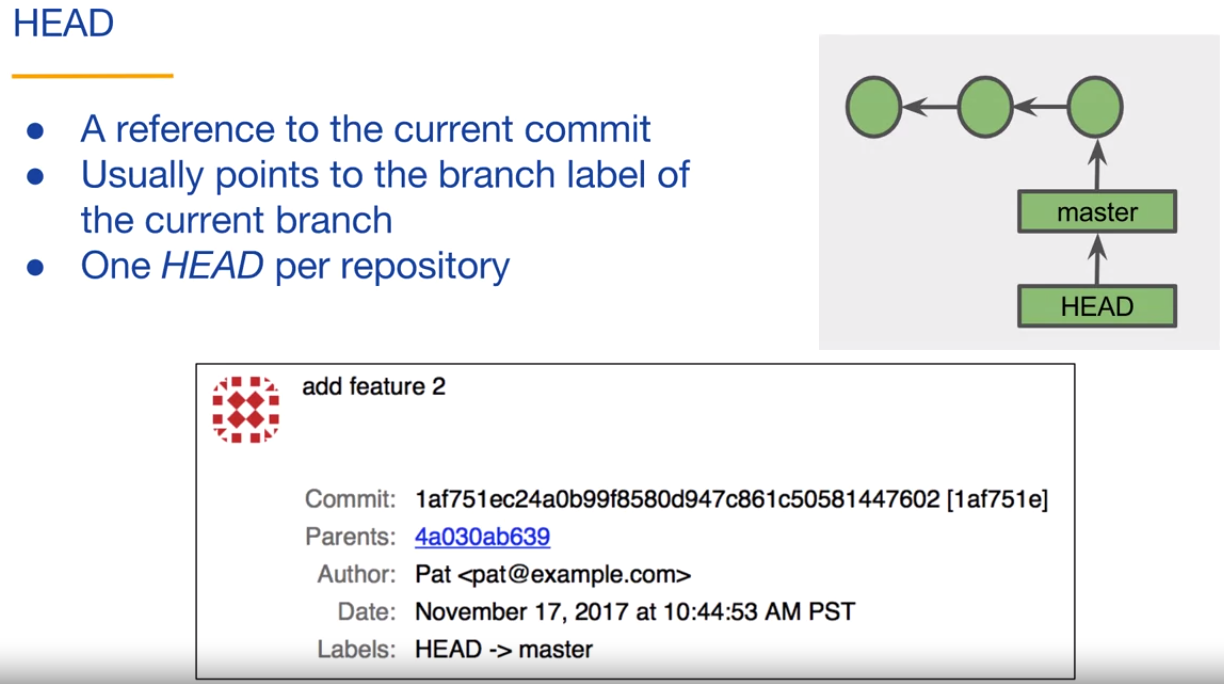 HEAD
● A reference to the current commit
● Usually points to the branch label of
the current branch
● One HEAD per repository
master
HEAD
add feature 2
Commit: 1af751ec24a0b99f8580d947c861c50581447602 [1af751e]
Parents: 4a030ab639
Author: Pat <pat@example.com>
Date: November 17, 2017 at 10:44:53 AM PST
Labels: HEAD -> master